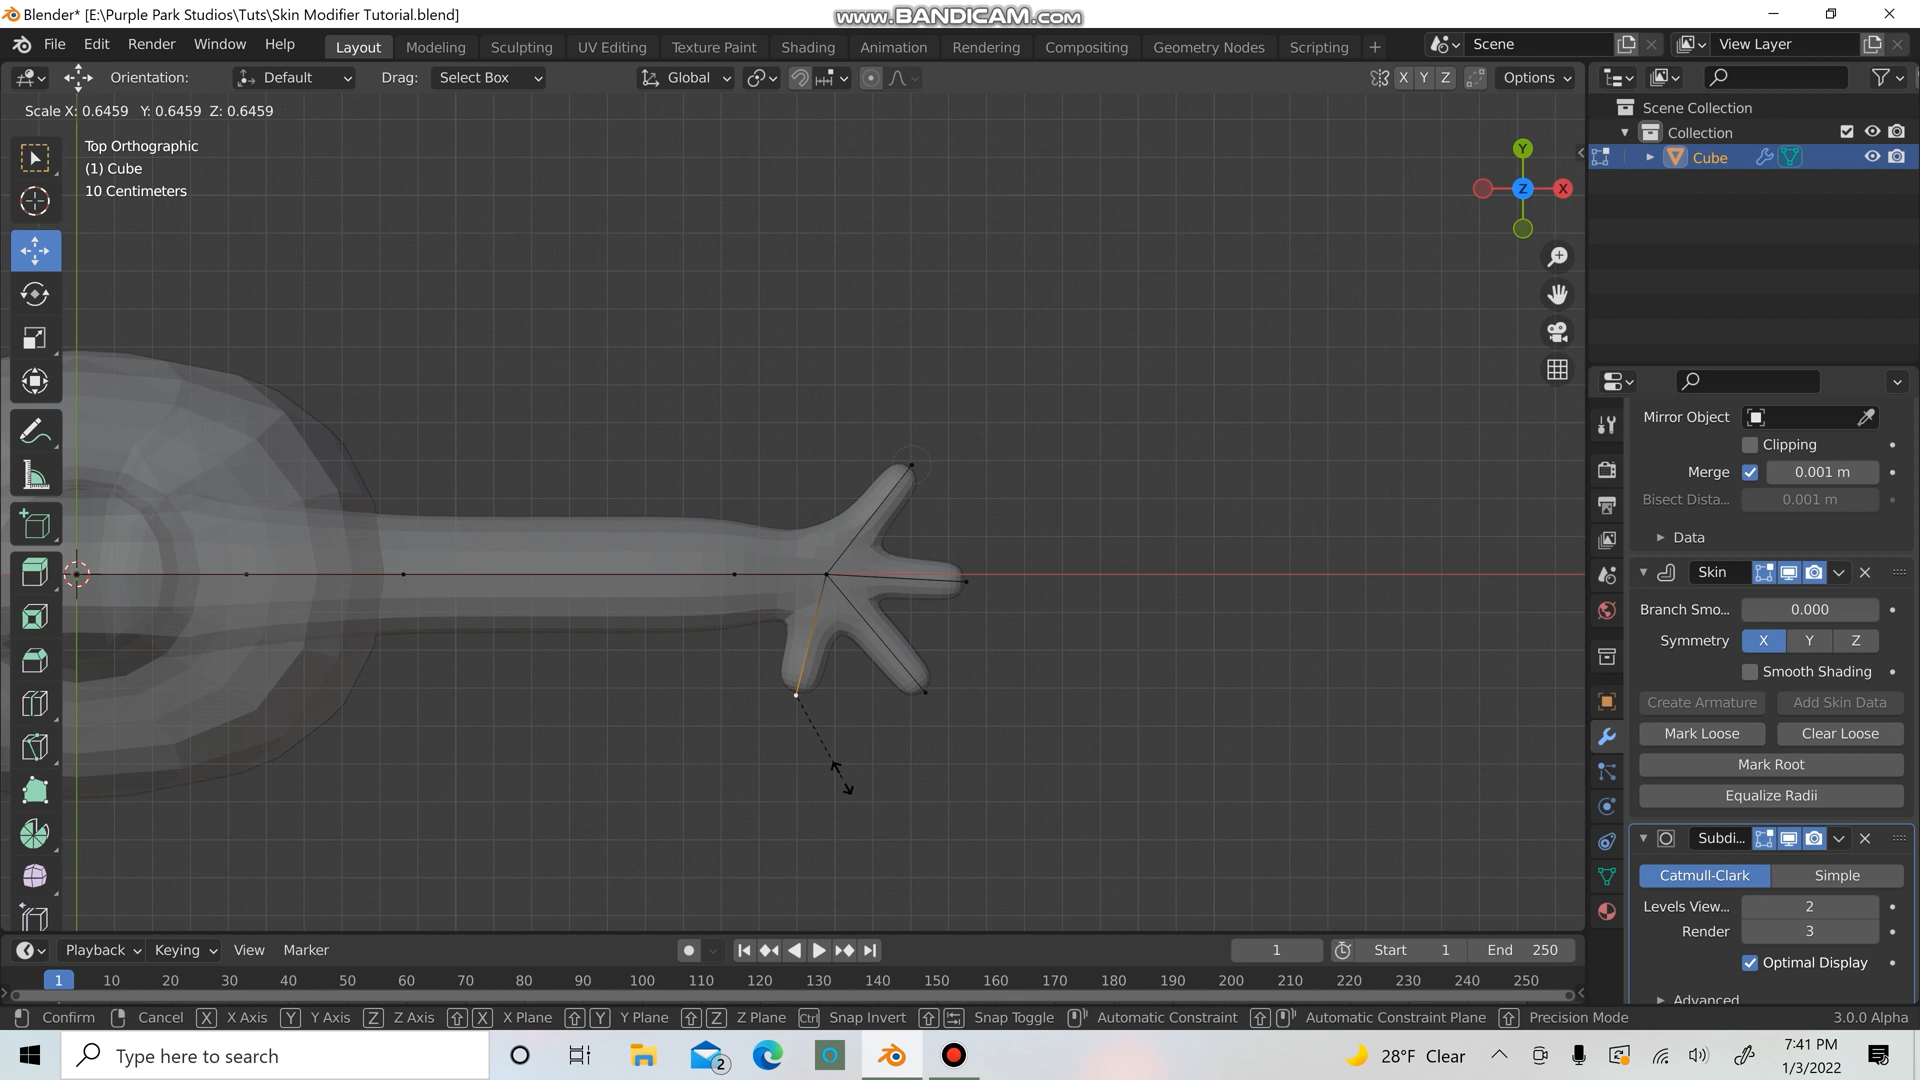 Blender* [E:\Purple Park Studios\Tuts\Skin Modifier Tutorial.blend]
www.BANDICAM.com
File Edit Render Window Help
Layout Modeling Sculpting UV Editing Texture Paint Shading Animation Rendering Compositing Geometry Nodes Scripting +
Scene
View Layer
Orientation: Default Drag: Select Box Global X Y Z Options
Scale X: 0.6459 Y: 0.6459 Z: 0.6459
Top Orthographic
(1) Cube
10 Centimeters
Y
Z
X
Scene Collection
Collection
Cube
Mirror Object
Clipping
Merge 0.001 m
Bisect Dista... 0.001 m
Data
Skin
Branch Smo... 0.000
Symmetry X Y Z
Smooth Shading
Create Armature Add Skin Data
Mark Loose Clear Loose
Mark Root
Equalize Radii
Subdi...
Catmull-Clark Simple
Levels View... 2
Render 3
Optimal Display
Advanced
Playback Keying View Marker 1 Start 1 End 250
1 10 20 30 40 50 60 70 80 90 100 110 120 130 140 150 160 170 180 190 200 210 220 230 240 250
Confirm Cancel X X Axis Y Y Axis Z Z Axis X X Plane Y Y Plane Z Z Plane Ctrl Snap Invert Snap Toggle Automatic Constraint Automatic Constraint Plane Precision Mode 3.0.0 Alpha
Type here to search
2
28°F Clear
7:41 PM
1/3/2022